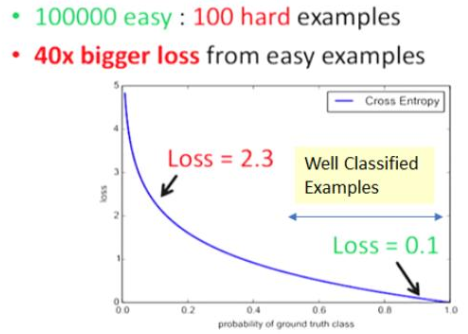 • 100000 easy : 100 hard examples
• 40x bigger loss from easy examples
5
Cross Entropy
4
Loss = 2.3
Well Classified
Examples
3
loss
2
Loss = 0.1
1
0
0.0 0.2 0.4 0.6 0.8 1.0
probability of ground truth class